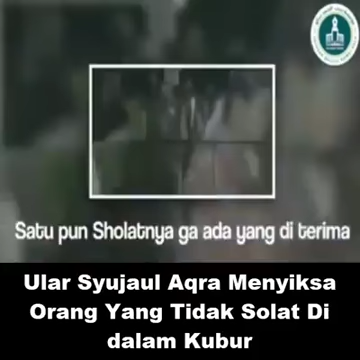 Satu pun Sholatnya ga ada yang di terima
Ular Syujaul Aqra Menyiksa
Orang Yang Tidak Solat Di
dalam Kubur